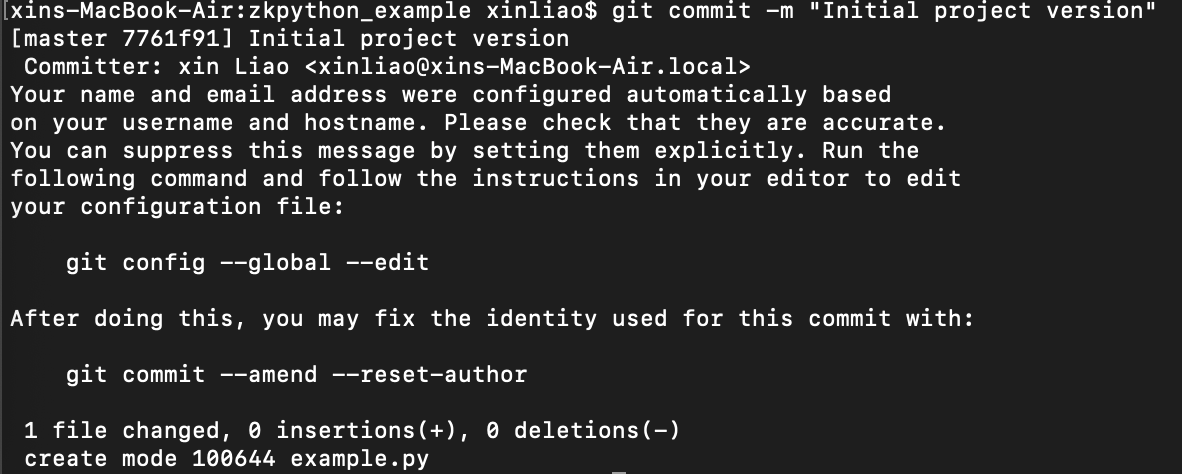 [xins-MacBook-Air:zkpython_example xinliao$ git commit -m "Initial project version"
[master 7761f91] Initial project version
 Committer: xin Liao <xinliao@xins-MacBook-Air.local>
Your name and email address were configured automatically based
on your username and hostname. Please check that they are accurate.
You can suppress this message by setting them explicitly. Run the
following command and follow the instructions in your editor to edit
your configuration file:

    git config --global --edit

After doing this, you may fix the identity used for this commit with:

    git commit --amend --reset-author

 1 file changed, 0 insertions(+), 0 deletions(-)
 create mode 100644 example.py